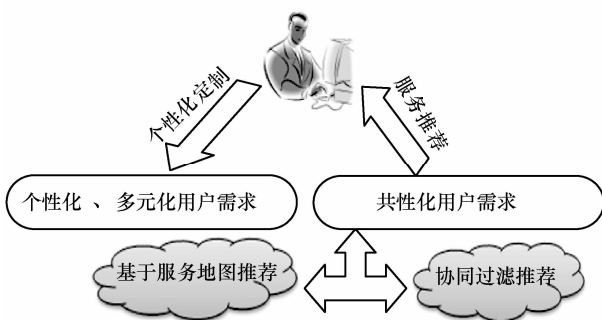 个性化定制
服务推荐
个性化 、多元化用户需求
共性化用户需求
基于服务地图推荐
协同过滤推荐